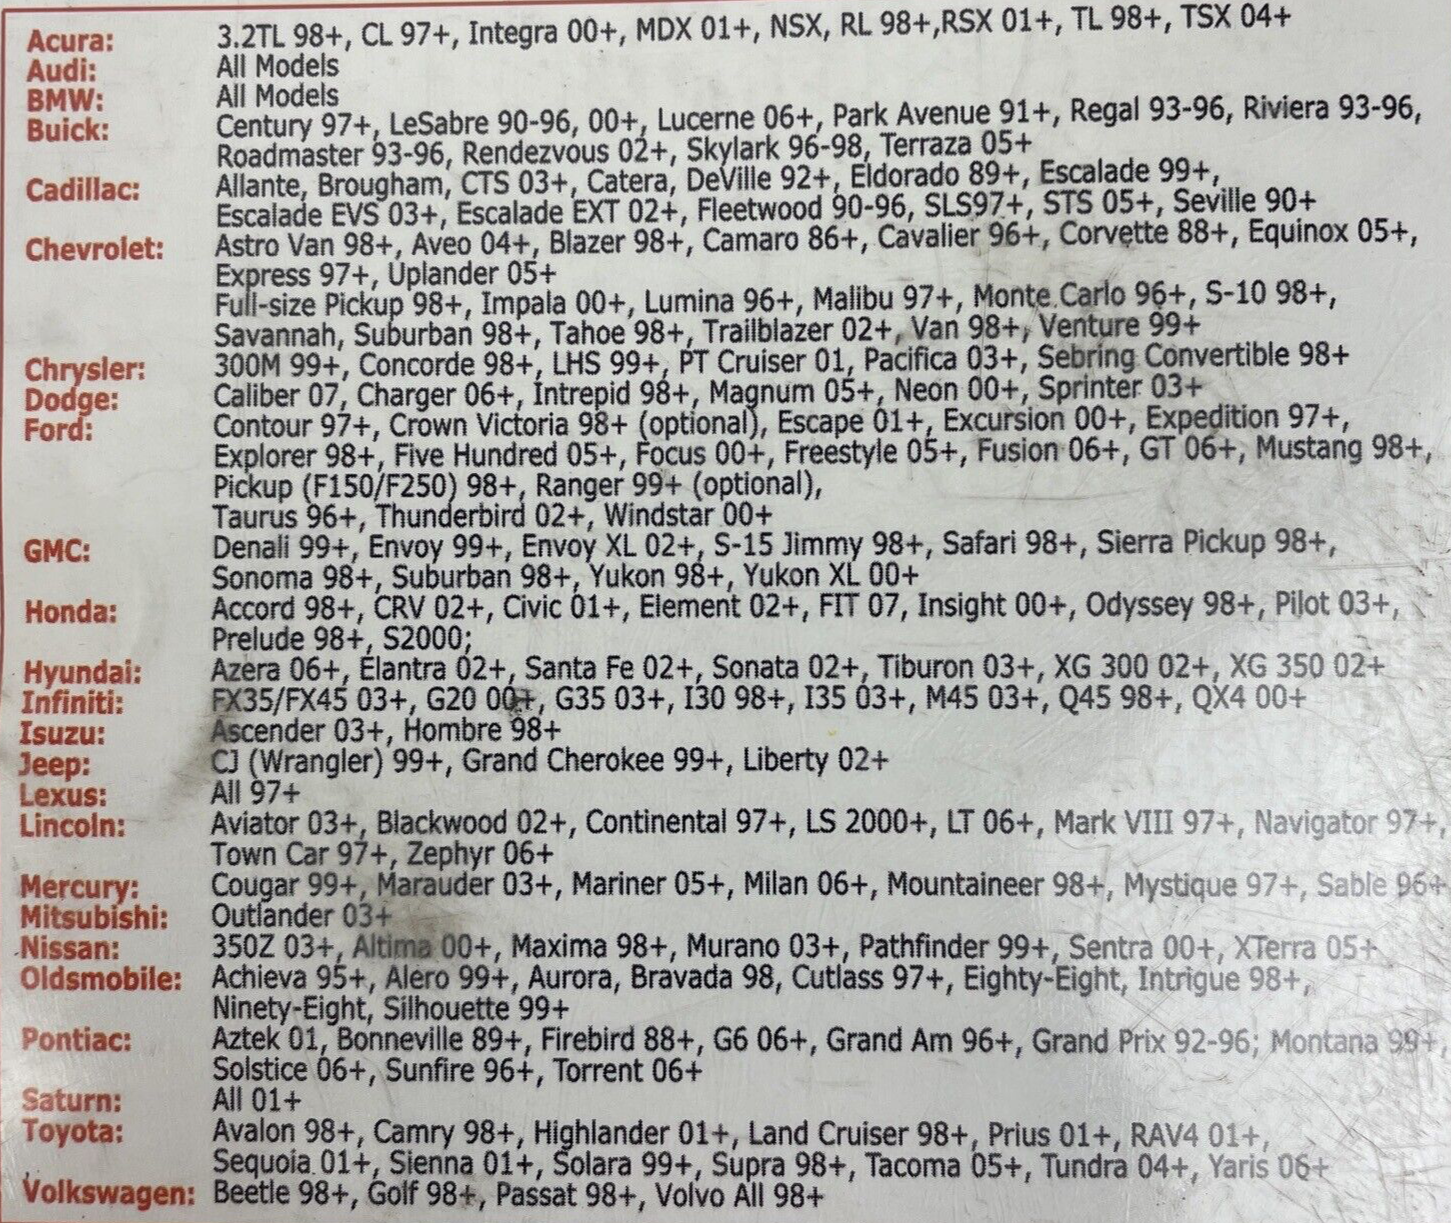 Acura: 3.2TL 98+, CL 97+, Integra 00+, MDX 01+, NSX, RL 98+,RSX 01+, TL 98+, TSX 04+
Audi: All Models
BMW: All Models
Buick: Century 97+, LeSabre 90-96, 00+, Lucerne 06+, Park Avenue 91+, Regal 93-96, Riviera 93-96,
Roadmaster 93-96, Rendezvous 02+, Skylark 96-98, Terraza 05+
Cadillac: Allante, Brougham, CTS 03+, Catera, DeVille 92+, Eldorado 89+, Escalade 99+,
Escalade EVS 03+, Escalade EXT 02+, Fleetwood 90-96, SLS97+, STS 05+, Seville 90+
Chevrolet: Astro Van 98+, Aveo 04+, Blazer 98+, Camaro 86+, Cavalier 96+, Corvette 88+, Equinox 05+,
Express 97+, Uplander 05+
Full-size Pickup 98+, Impala 00+, Lumina 96+, Malibu 97+, Monte Carlo 96+, S-10 98+,
Savannah, Suburban 98+, Tahoe 98+, Trailblazer 02+, Van 98+, Venture 99+
Chrysler: 300M 99+, Concorde 98+, LHS 99+, PT Cruiser 01, Pacifica 03+, Sebring Convertible 98+
Dodge: Caliber 07, Charger 06+, Intrepid 98+, Magnum 05+, Neon 00+, Sprinter 03+
Ford: Contour 97+, Crown Victoria 98+ (optional), Escape 01+, Excursion 00+, Expedition 97+,
Explorer 98+, Five Hundred 05+, Focus 00+, Freestyle 05+, Fusion 06+, GT 06+, Mustang 98+,
Pickup (F150/F250) 98+, Ranger 99+ (optional),
Taurus 96+, Thunderbird 02+, Windstar 00+
GMC: Denali 99+, Envoy 99+, Envoy XL 02+, S-15 Jimmy 98+, Safari 98+, Sierra Pickup 98+,
Sonoma 98+, Suburban 98+, Yukon 98+, Yukon XL 00+
Honda: Accord 98+, CRV 02+, Civic 01+, Element 02+, FIT 07, Insight 00+, Odyssey 98+, Pilot 03+,
Prelude 98+, S2000;
Hyundai: Azera 06+, Elantra 02+, Santa Fe 02+, Sonata 02+, Tiburon 03+, XG 300 02+, XG 350 02+
Infiniti: FX35/FX45 03+, G20 00+, G35 03+, I30 98+, I35 03+, M45 03+, Q45 98+, QX4 00+
Isuzu: Ascender 03+, Hombre 98+
Jeep: CJ (Wrangler) 99+, Grand Cherokee 99+, Liberty 02+
Lexus: All 97+
Lincoln: Aviator 03+, Blackwood 02+, Continental 97+, LS 2000+, LT 06+, Mark VIII 97+, Navigator 97+,
Town Car 97+, Zephyr 06+
Mercury: Cougar 99+, Marauder 03+, Mariner 05+, Milan 06+, Mountaineer 98+, Mystique 97+, Sable 96+
Mitsubishi: Outlander 03+
Nissan: 350Z 03+, Altima 00+, Maxima 98+, Murano 03+, Pathfinder 99+, Sentra 00+, XTerra 05+
Oldsmobile: Achieva 95+, Alero 99+, Aurora, Bravada 98, Cutlass 97+, Eighty-Eight, Intrigue 98+,
Ninety-Eight, Silhouette 99+
Pontiac: Aztek 01, Bonneville 89+, Firebird 88+, G6 06+, Grand Am 96+, Grand Prix 92-96; Montana 99+,
Solstice 06+, Sunfire 96+, Torrent 06+
Saturn: All 01+
Toyota: Avalon 98+, Camry 98+, Highlander 01+, Land Cruiser 98+, Prius 01+, RAV4 01+,
Sequoia 01+, Sienna 01+, Solara 99+, Supra 98+, Tacoma 05+, Tundra 04+, Yaris 06+
Volkswagen: Beetle 98+, Golf 98+, Passat 98+, Volvo All 98+